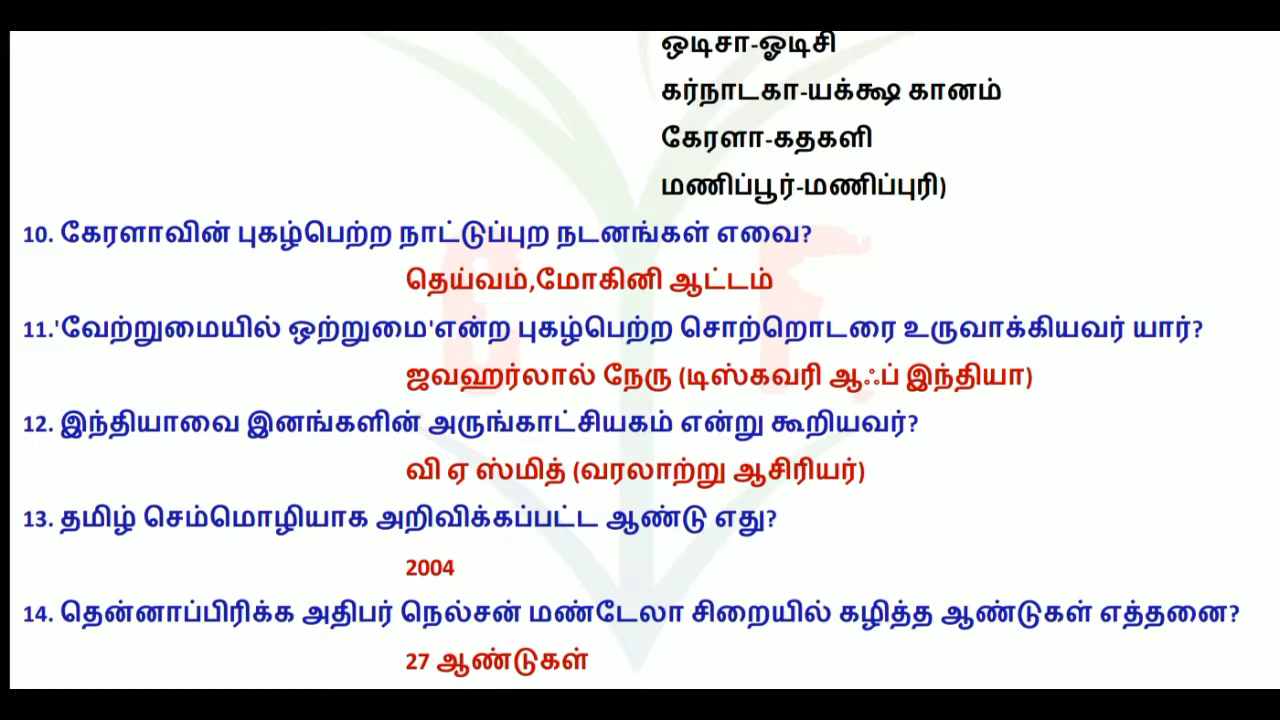 ஒடிசா-ஓடிசி
கர்நாடகா-யக்ஷ கானம்
கேரளா-கதகளி
மணிப்பூர்-மணிப்புரி)
10. கேரளாவின் புகழ்பெற்ற நாட்டுப்புற நடனங்கள் எவை?
தெய்வம்,மோகினி ஆட்டம்
11.'வேற்றுமையில் ஒற்றுமை'என்ற புகழ்பெற்ற சொற்றொடரை உருவாக்கியவர் யார்?
ஜவஹர்லால் நேரு (டிஸ்கவரி ஆஃப் இந்தியா)
12. இந்தியாவை இனங்களின் அருங்காட்சியகம் என்று கூறியவர்?
வி ஏ ஸ்மித் (வரலாற்று ஆசிரியர்)
13. தமிழ் செம்மொழியாக அறிவிக்கப்பட்ட ஆண்டு எது?
2004
14. தென்னாப்பிரிக்க அதிபர் நெல்சன் மண்டேலா சிறையில் கழித்த ஆண்டுகள் எத்தனை?
27 ஆண்டுகள்